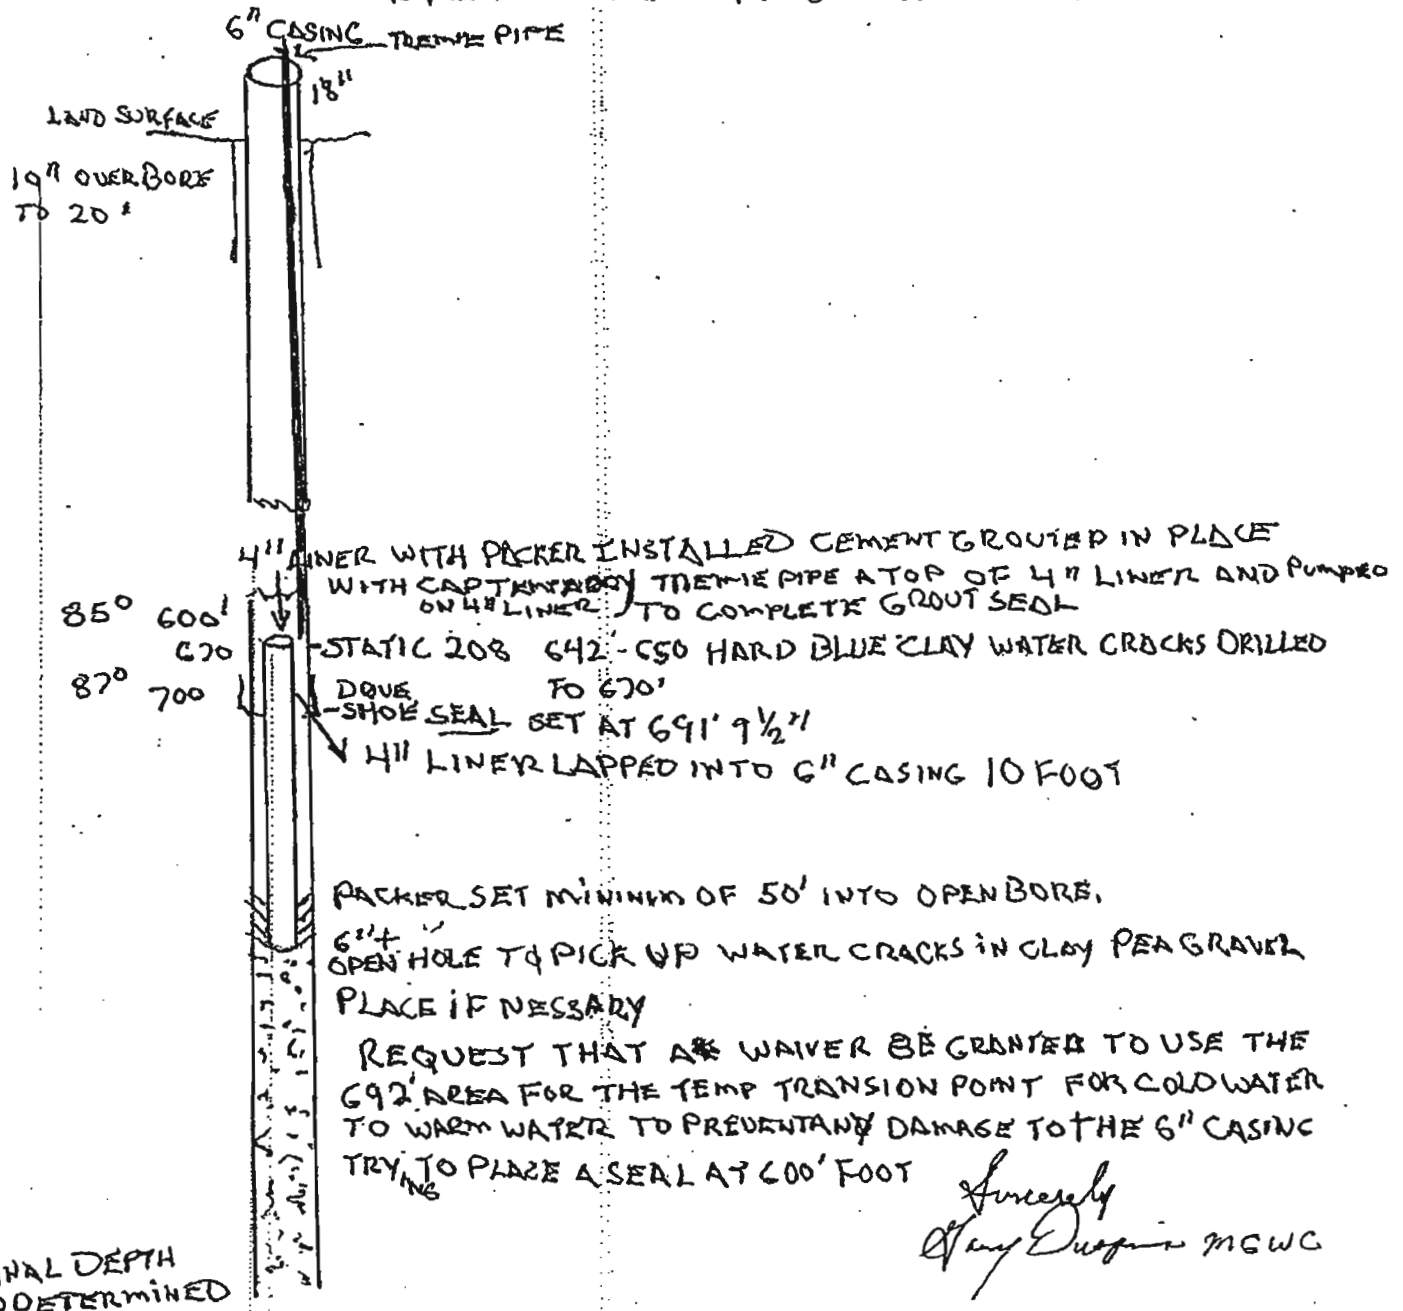 6" CASING
TREMIE PIPE
18"
LAND SURFACE
10" OVERBORE
TO 20'
4" LINER WITH PACKER INSTALLED CEMENT GROUTED IN PLACE
WITH CAP
ON 4" LINER
TREMIE PIPE ATOP OF 4" LINER AND PUMPED
TO COMPLETE GROUT SEAL
85° 600'
670
-STATIC 208 642'-650 HARD BLUE CLAY WATER CRACKS DRILLED
TO 670'
87° 700
-SHOE SEAL SET AT 691' 9½"
4" LINER LAPPED INTO 6" CASING 10 FOOT
PACKER SET MINIMUM OF 50' INTO OPEN BORE.
6"+
OPEN HOLE TO PICK UP WATER CRACKS IN CLAY PEAGRAVEL
PLACE IF NESSARY
REQUEST THAT A WAIVER BE GRANTED TO USE THE
692' AREA FOR THE TEMP TRANSION POINT FOR COLD WATER
TO WARM WATER TO PREVENT ANY DAMAGE TO THE 6" CASING
TRYING TO PLACE A SEAL AT 600' FOOT
Sincerely
MGWC
NAL DEPTH
DETERMINED